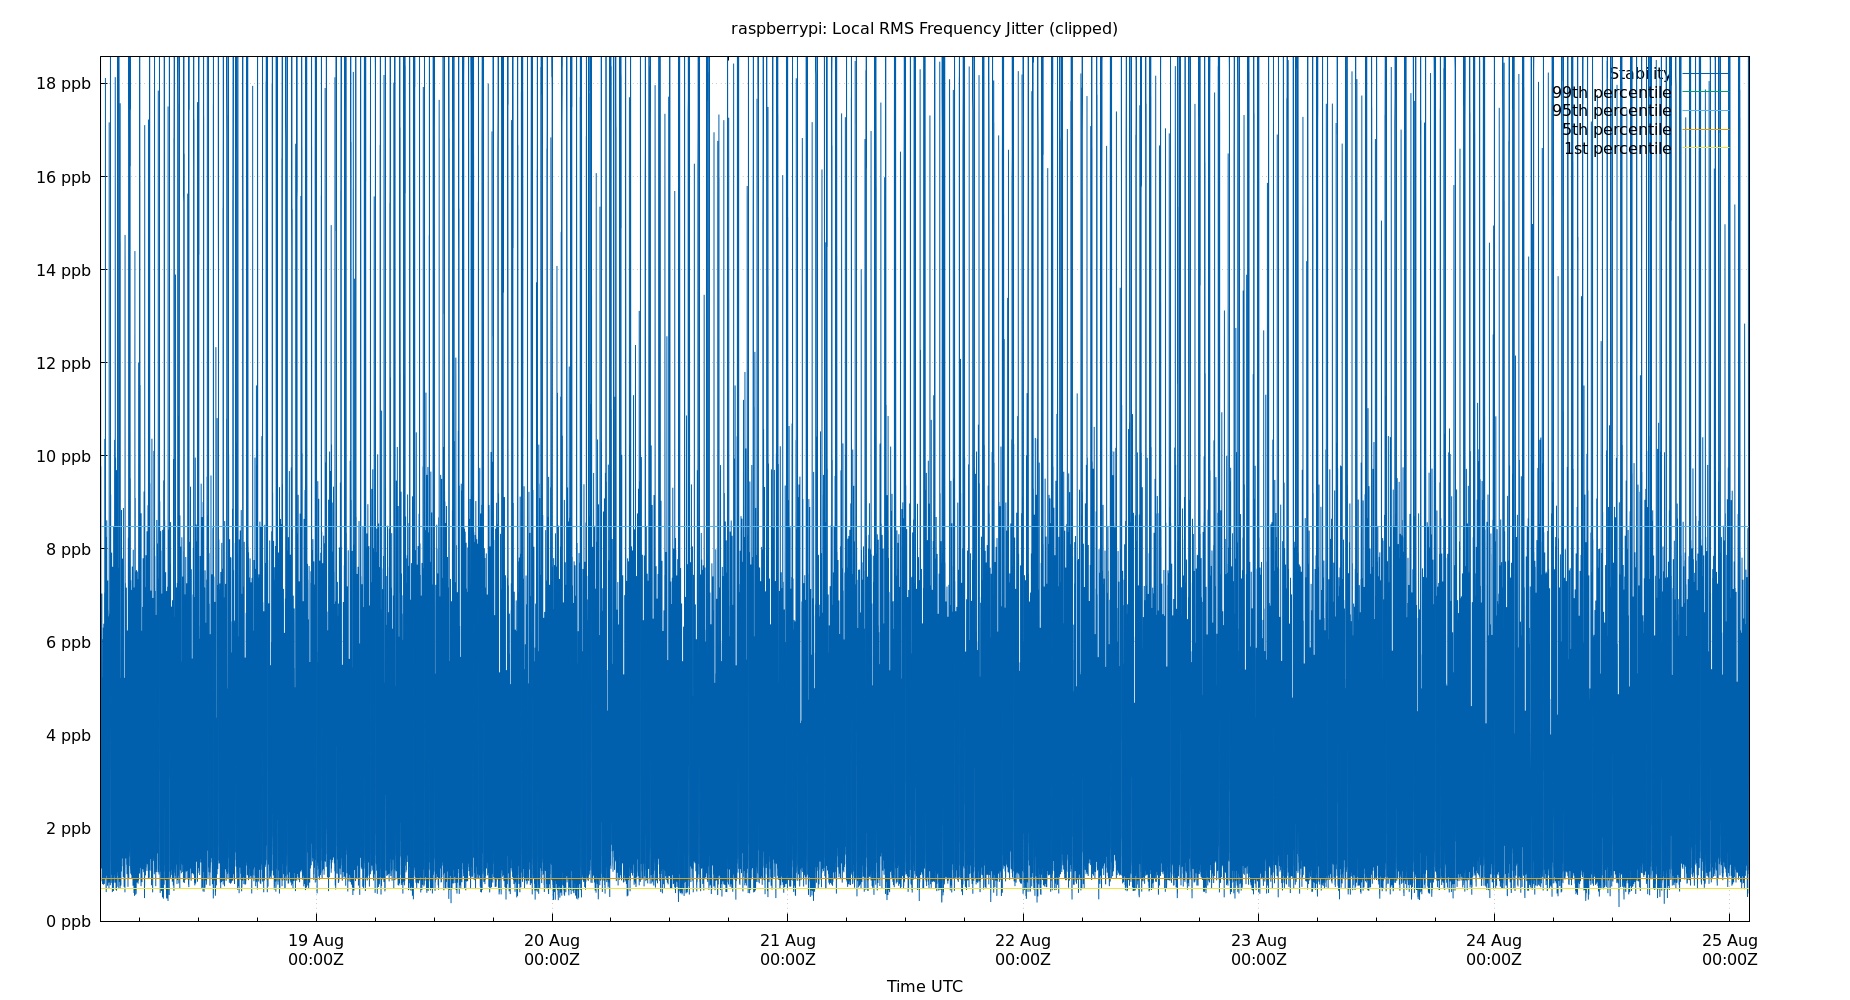 raspberrypi: Local RMS Frequency Jitter (clipped)
18 ppb
16 ppb
14 ppb
12 ppb
10 ppb
8 ppb
6 ppb
4 ppb
2 ppb
0 ppb
Stability
99th percentile
95th percentile
5th percentile
1st percentile
19 Aug 20 Aug 21 Aug 22 Aug 23 Aug 24 Aug 25 Aug
00:00Z 00:00Z 00:00Z 00:00Z 00:00Z 00:00Z 00:00Z
Time UTC